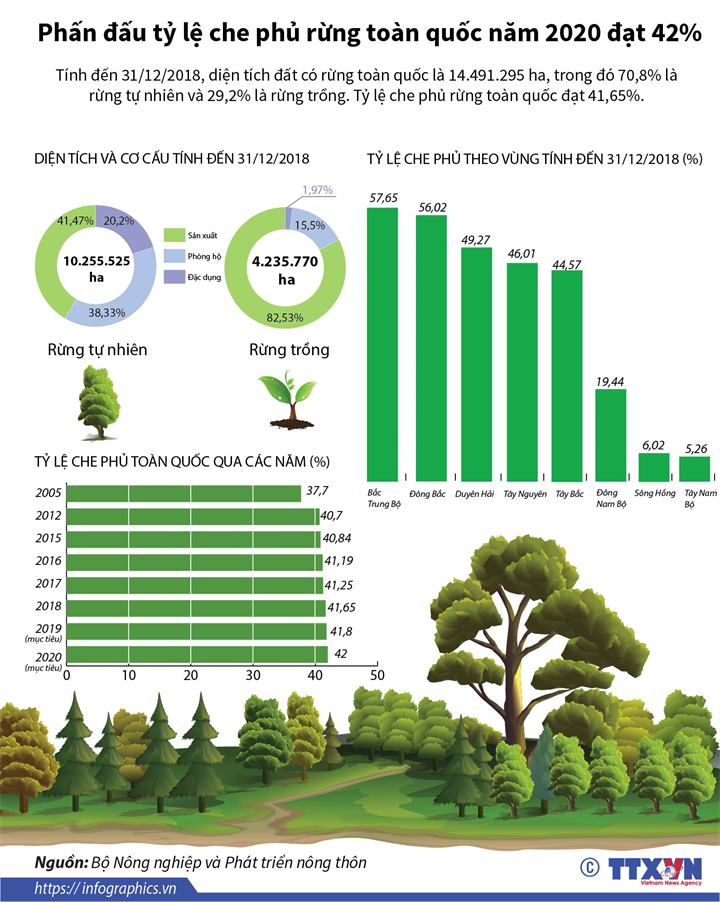 Phấn đấu tỷ lệ che phủ rừng toàn quốc năm 2020 đạt 42%
Tính đến 31/12/2018, diện tích đất có rừng toàn quốc là 14.491.295 ha, trong đó 70,8% là
rừng tự nhiên và 29,2% là rừng trồng. Tỷ lệ che phủ rừng toàn quốc đạt 41,65%.
DIỆN TÍCH VÀ CƠ CẤU TÍNH ĐẾN 31/12/2018
41,47%
20,2%
10.255.525
ha
38,33%
Rừng tự nhiên
Sản xuất
Phòng hộ
Đặc dụng
1,97%
15,5%
4.235.770
ha
82,53%
Rừng trồng
TỶ LỆ CHE PHỦ THEO VÙNG TÍNH ĐẾN 31/12/2018 (%)
57,65
56,02
49,27
46,01
44,57
19,44
6,02
5,26
Bắc
Trung Bộ
Đông Bắc
Duyên Hải
Tây Nguyên
Tây Bắc
Đông
Nam Bộ
Sông Hồng
Tây Nam
Bộ
TỶ LỆ CHE PHỦ TOÀN QUỐC QUA CÁC NĂM (%)
2005 37,7
2012 40,7
2015 40,84
2016 41,19
2017 41,25
2018 41,65
2019 41,8
(mục tiêu)
2020 42
(mục tiêu)
0 10 20 30 40 50
Nguồn: Bộ Nông nghiệp và Phát triển nông thôn
© TTXVN
Vietnam News Agency
https://infographics.vn